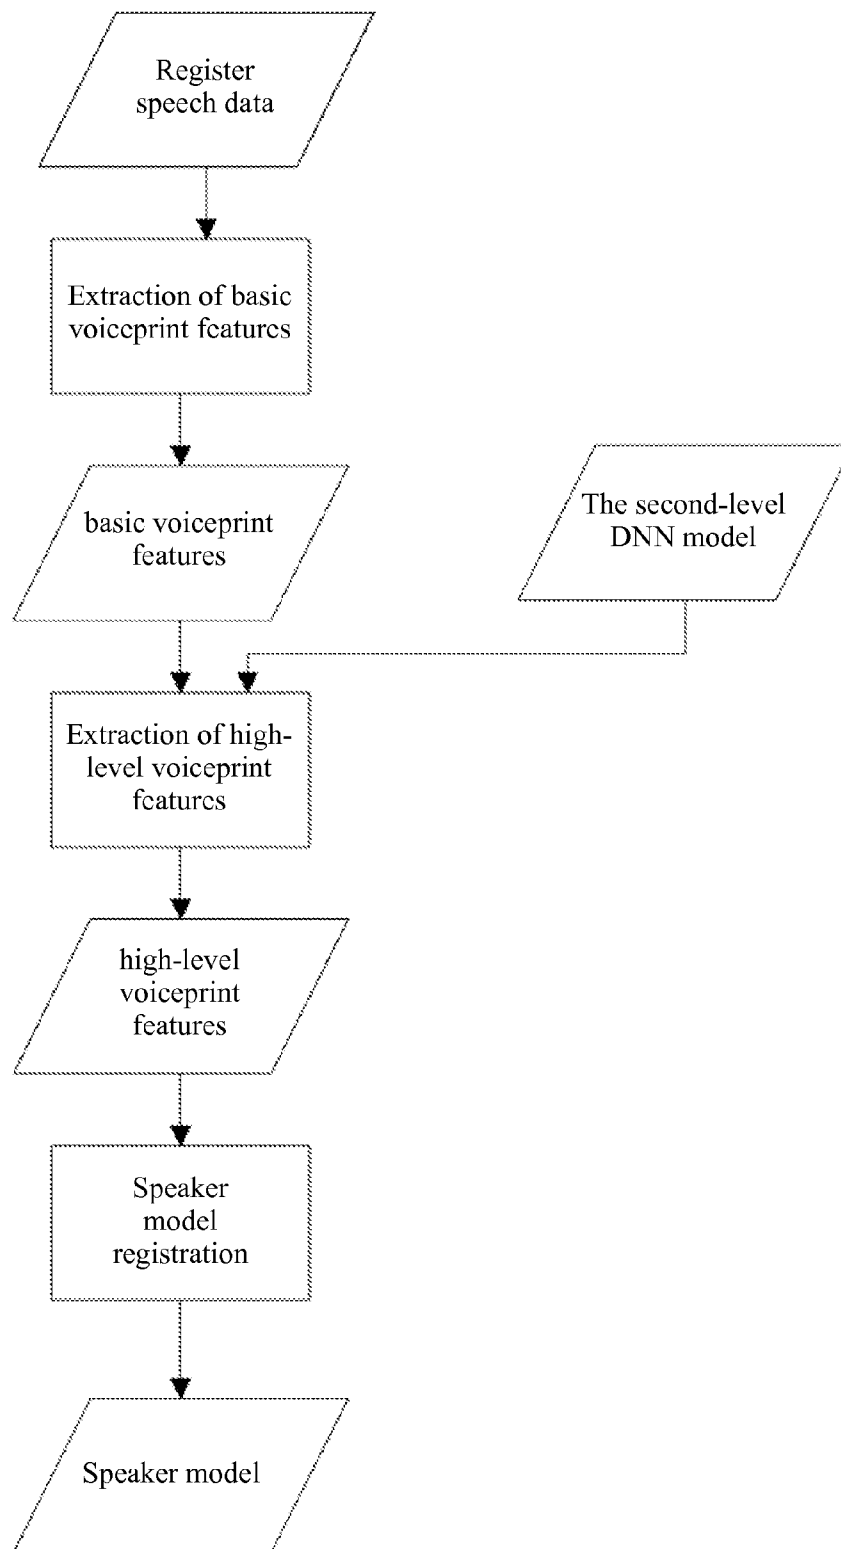 Register
speech data
Extraction of basic
voiceprint features
basic voiceprint
features
The second-level
DNN model
Extraction of high-
level voiceprint
features
high-level
voiceprint
features
Speaker
model
registration
Speaker model